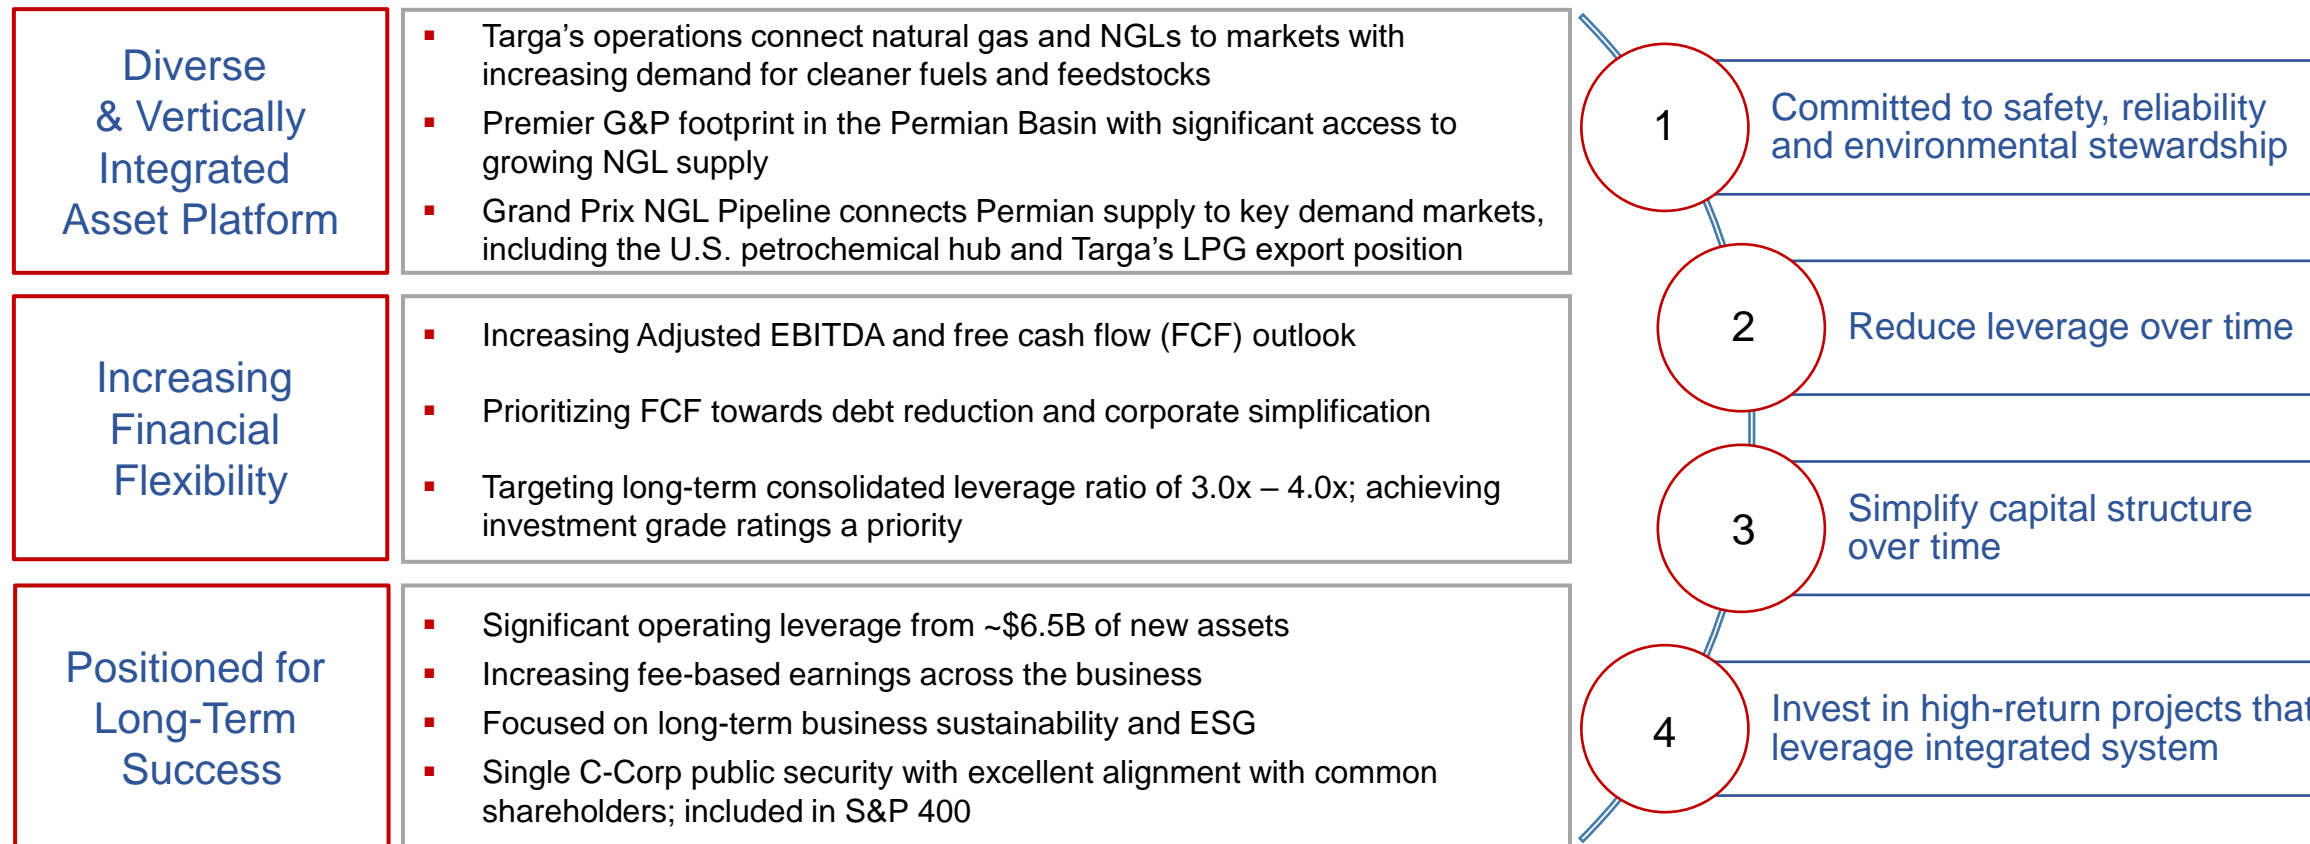 Diverse
& Vertically
Integrated
Asset Platform
▪ Targa’s operations connect natural gas and NGLs to markets with
increasing demand for cleaner fuels and feedstocks
▪ Premier G&P footprint in the Permian Basin with significant access to
growing NGL supply
▪ Grand Prix NGL Pipeline connects Permian supply to key demand markets,
including the U.S. petrochemical hub and Targa’s LPG export position
Increasing
Financial
Flexibility
▪ Increasing Adjusted EBITDA and free cash flow (FCF) outlook
▪ Prioritizing FCF towards debt reduction and corporate simplification
▪ Targeting long-term consolidated leverage ratio of 3.0x – 4.0x; achieving
investment grade ratings a priority
Positioned for
Long-Term
Success
▪ Significant operating leverage from ~$6.5B of new assets
▪ Increasing fee-based earnings across the business
▪ Focused on long-term business sustainability and ESG
▪ Single C-Corp public security with excellent alignment with common
shareholders; included in S&P 400
1
Committed to safety, reliability
and environmental stewardship
2
Reduce leverage over time
3
Simplify capital structure
over time
4
Invest in high-return projects that
leverage integrated system